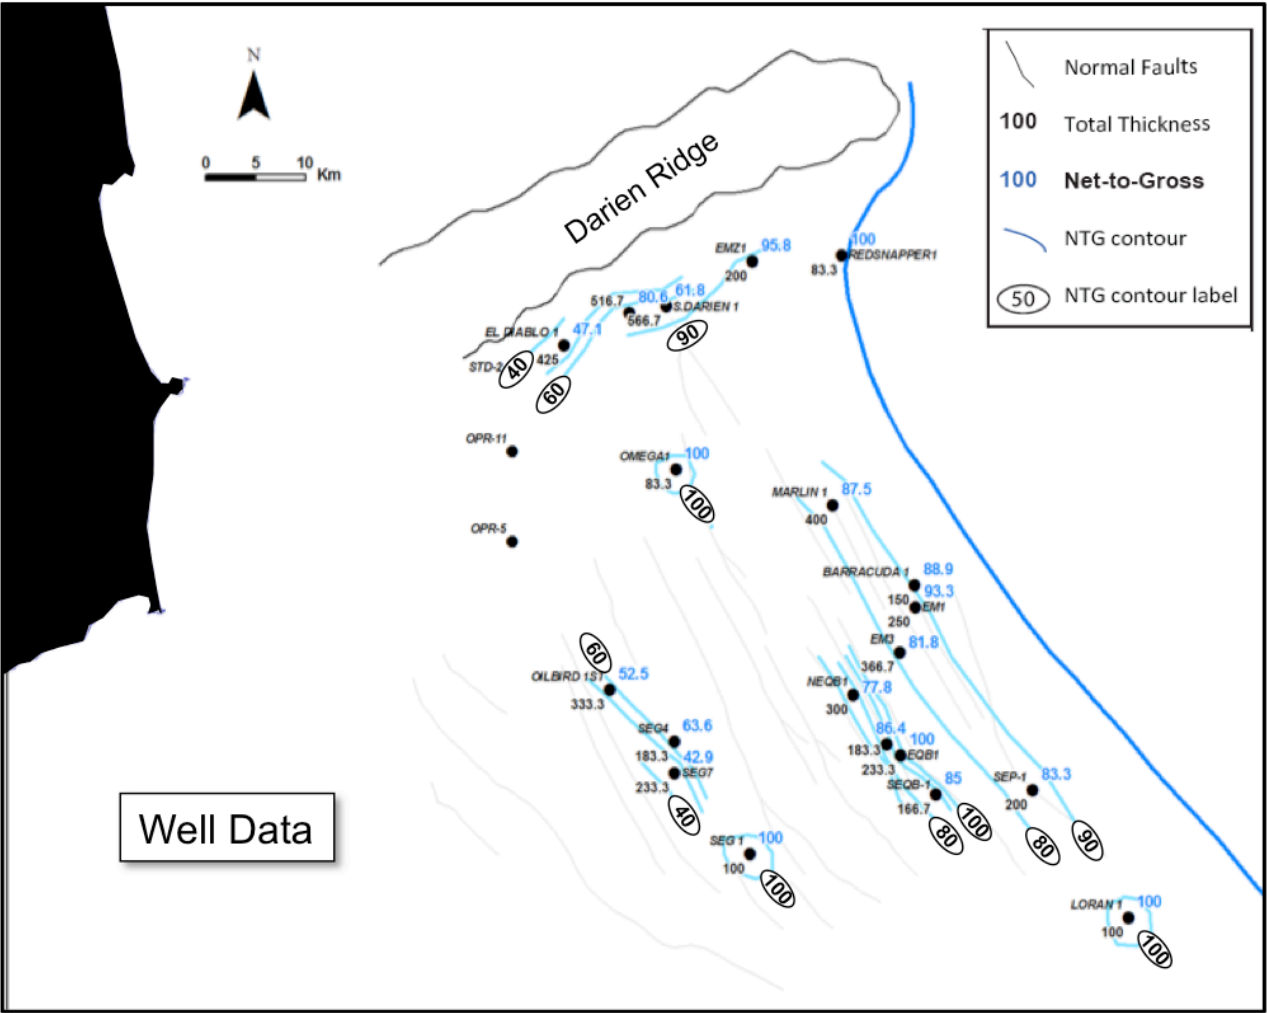 N
0 5 10 Km
Normal Faults
100 Total Thickness
100 Net-to-Gross
NTG contour
50 NTG contour label
Darien Ridge
EMZ1 95.8
200
100
REDSNAPPER1
83.3
516.7 80.6 61.8
S.DARIEN 1
566.7
90
EL DIABLO 1 47.1
425
STD-2
40
60
OPR-11
OMEGA1 100
83.3
100
MARLIN 1 87.5
400
OPR-5
BARRACUDA 1 88.9
93.3
150
EM1
250
EM3 81.8
366.7
60
OILBIRD 1ST 52.5
333.3
NEQB1 77.8
300
SEG4 63.6
183.3 42.9
SEG7
233.3
40
86.4 100
183.3 EQB1
233.3
SEQB-1 85
166.7
80
100
SEP-1 83.3
200
80
90
Well Data
SEG 1 100
100
100
LORAN 1 100
100
100